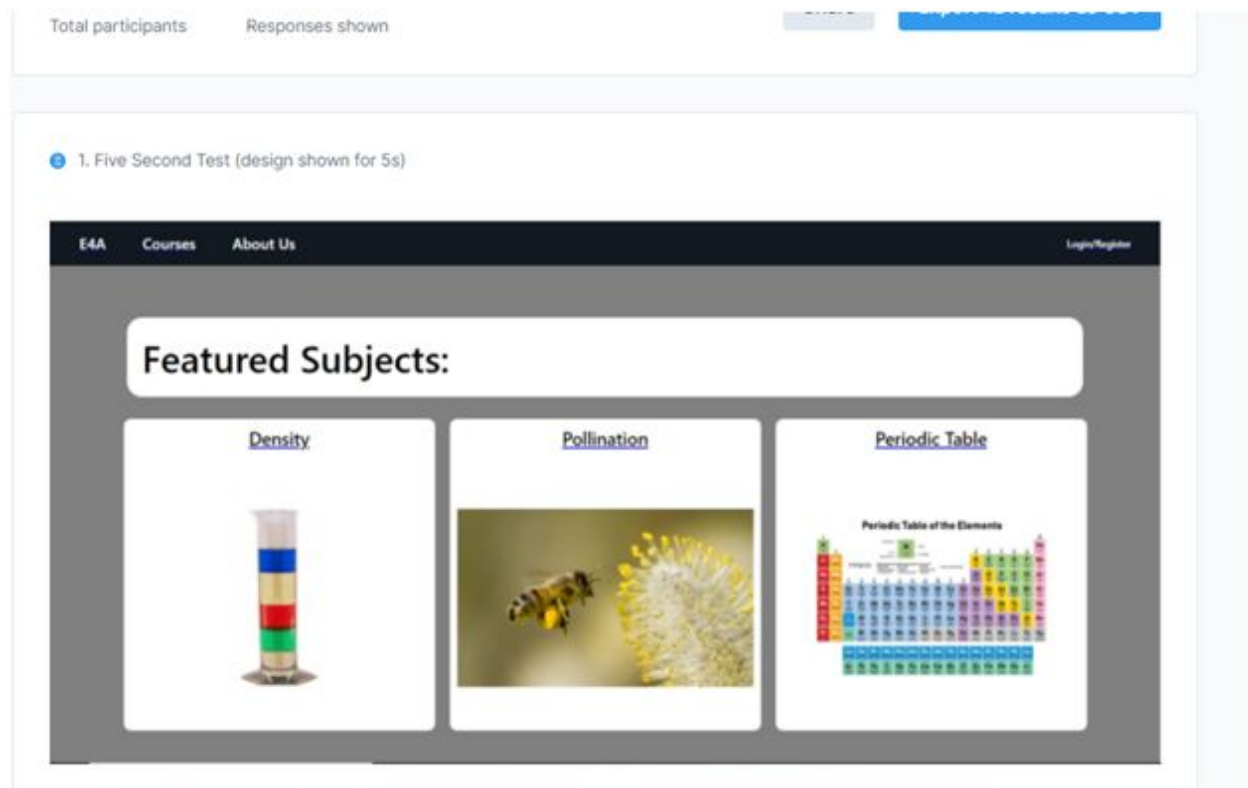 Total participants Responses shown
1. Five Second Test (design shown for 5s)
E4A Courses About Us Login/Register
Featured Subjects:
Density Pollination Periodic Table
Periodic Table of the Elements